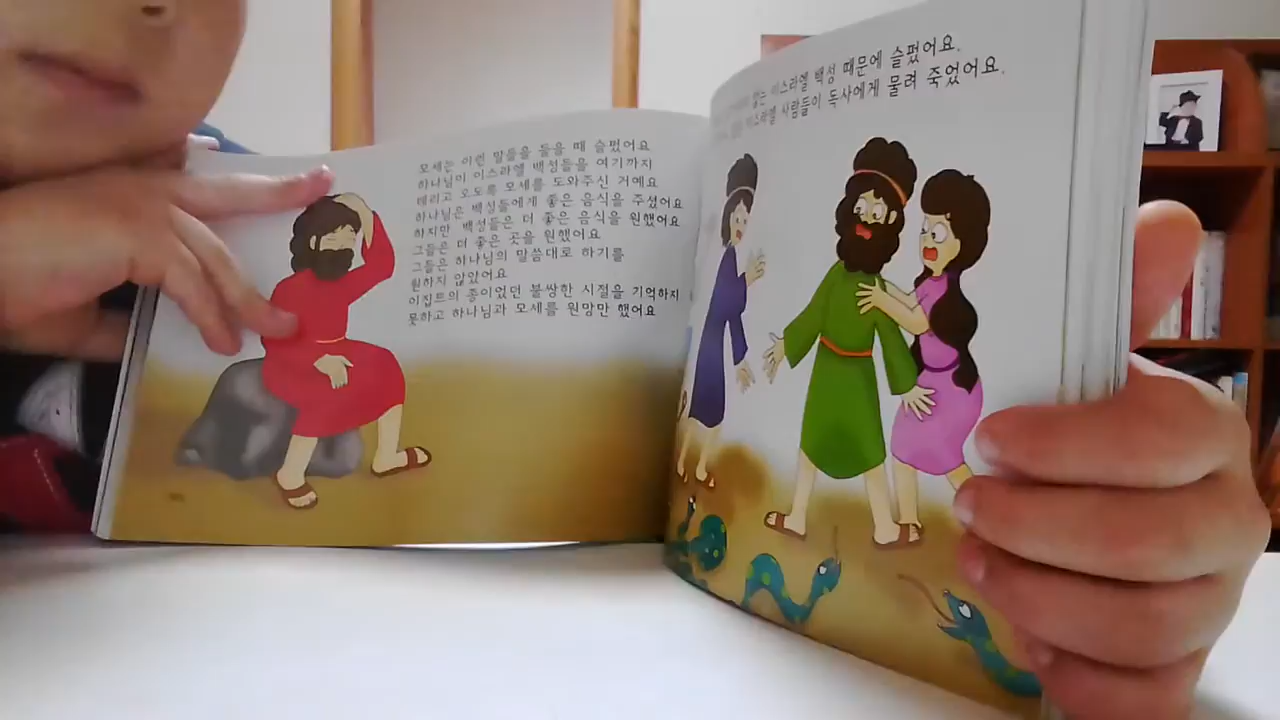 모세는 이런 말들을 들을 때 슬펐어요
하나님이 이스라엘 백성들을 여기까지
데리고 오도록 모세를 도와주신 거예요
하나님은 백성들에게 좋은 음식을 주셨어요
하지만 백성들은 더 좋은 음식을 원했어요
그들은 더 좋은 곳을 원했어요
그들은 하나님의 말씀대로 하기를
원하지 않았어요
이집트의 종이었던 불쌍한 시절을 기억하지
못하고 하나님과 모세를 원망만 했어요
없는 이스라엘 백성 때문에 슬펐어요.
이스라엘 사람들이 독사에게 물려 죽었어요.